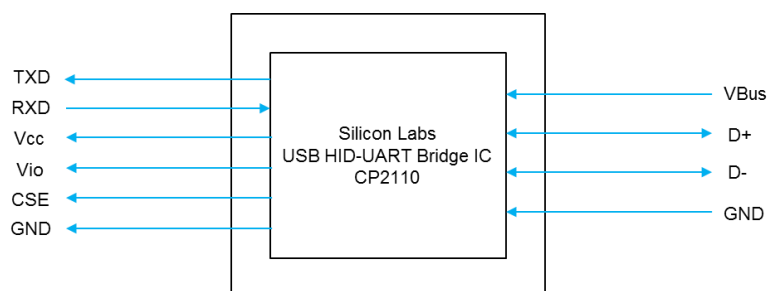 TXD
RXD
Vcc
Vio
CSE
GND
Silicon Labs
USB HID-UART Bridge IC
CP2110
VBus
D+
D-
GND